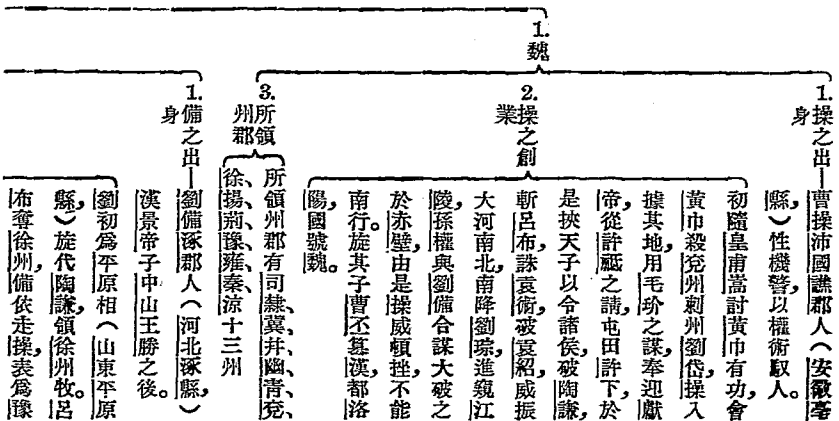 1.魏
1.操之出
身
曹操沛國譙郡人（安徽亳
縣，）性機警，以權術馭人。
2.操之創
業
初隨皇甫嵩討黃巾有功，會
黃巾殺兗州刺州劉岱，操入
據其地，用毛玠之謀，奉迎獻
帝，從許祗之請，屯田許下，於
是挾天子以令諸侯，破陶謙，
斬呂布，誅袁術，破袁紹，威振
大河南北，南降劉琮，進窺江
陵，孫權與劉備合謀，大破之
於赤壁，由是操威頓挫，不能
南行。旋其子曹丕篡漢，都洛
陽，國號魏。
3.所領
州郡
所領州郡有司隸、冀、幷、幽、青、兗、
徐、揚、荊、豫、雍、秦、涼十三州
1.備之出
身
劉備涿郡人（河北涿縣，）
漢景帝子中山王勝之後。
劉初爲平原相（山東平原
縣，）旋代陶謙，領徐州牧。呂
布奪徐州，備依走操，表爲豫